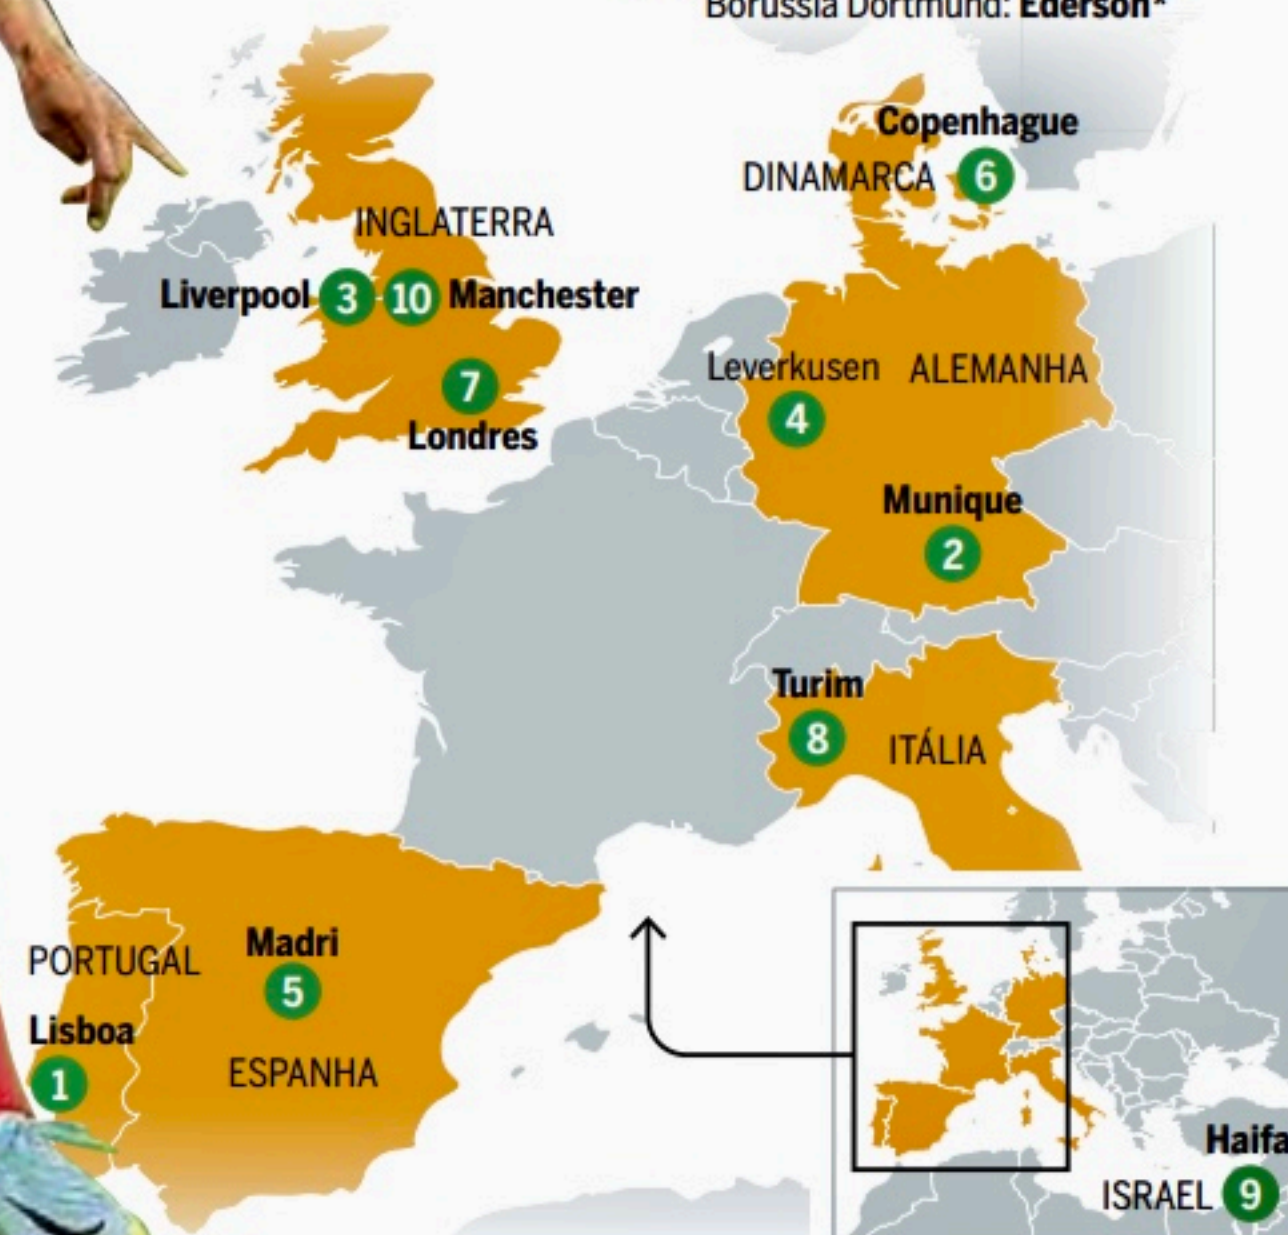 Borussia Dortmund: Ederson*
Copenhague
DINAMARCA 6
INGLATERRA
Liverpool 3 10 Manchester
7
Londres
Leverkusen ALEMANHA
4
Munique
2
Turim
8 ITÁLIA
Madri
PORTUGAL
5
Lisboa
1
ESPANHA
Haifa
ISRAEL 9